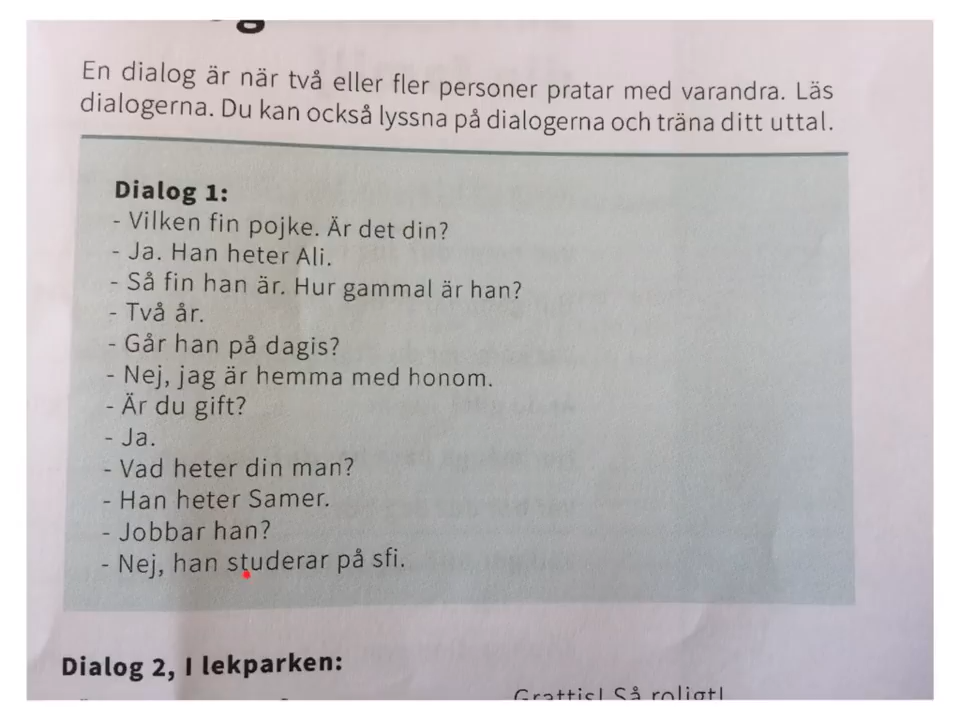 En dialog är när två eller fler personer pratar med varandra. Läs
dialogerna. Du kan också lyssna på dialogerna och träna ditt uttal.
Dialog 1:
- Vilken fin pojke. Är det din?
- Ja. Han heter Ali.
- Så fin han är. Hur gammal är han?
- Två år.
- Går han på dagis?
- Nej, jag är hemma med honom.
- Är du gift?
- Ja.
- Vad heter din man?
- Han heter Samer.
- Jobbar han?
- Nej, han studerar på sfi.
Dialog 2, I lekparken:
Grattis! Så roligt!